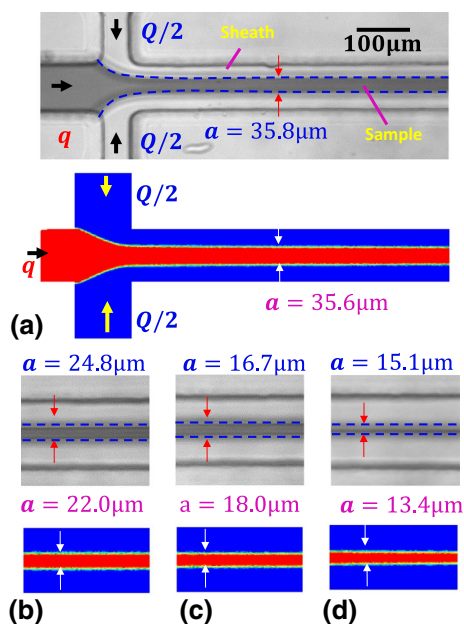 Q/2
Sheath
100μm
q
Q/2
a = 35.8μm
Sample
Q/2
q
a = 35.6μm
(a)
Q/2
a = 24.8μm
a = 16.7μm
a = 15.1μm
a = 22.0μm
a = 18.0μm
a = 13.4μm
(b)
(c)
(d)